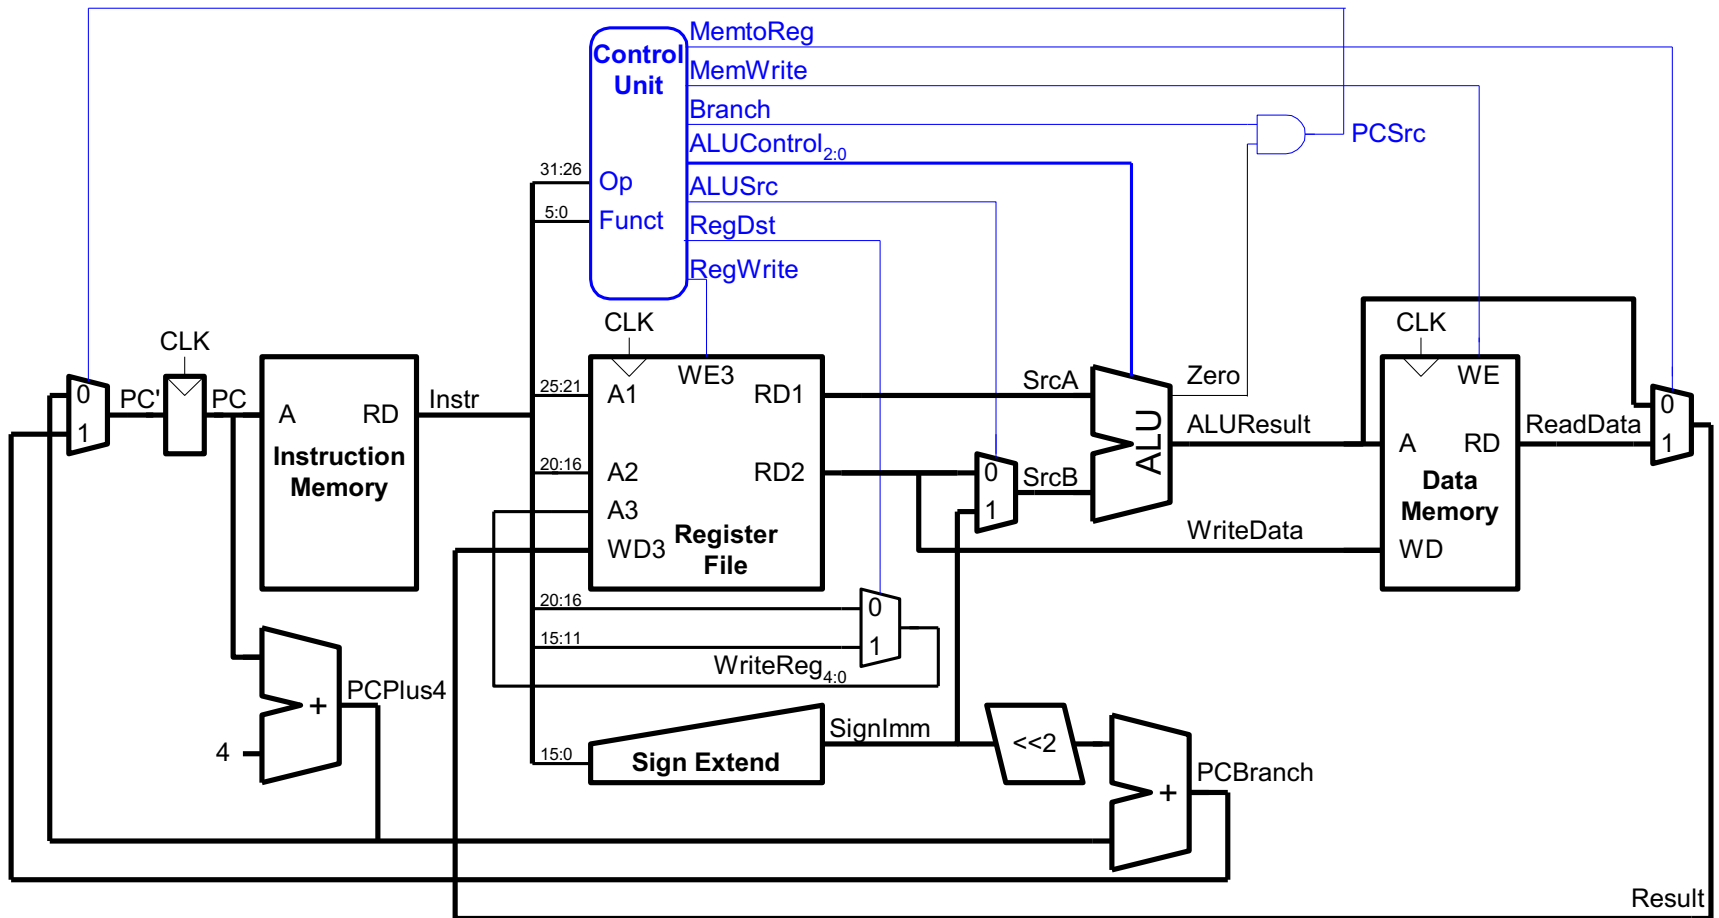 MemtoReg
Control
Unit
MemWrite
Branch
ALUControl2:0
PCSrc
31:26
Op
ALUSrc
5:0
Funct
RegDst
RegWrite
CLK
CLK
CLK
0
1
PC'
PC
A
RD
Instr
Instruction
Memory
25:21
A1
WE3
RD1
SrcA
Zero
WE
20:16
A2
RD2
0
1
SrcB
ALU
ALUResult
A
RD
ReadData
0
1
Data
Memory
A3
WD3
Register
File
WriteData
WD
20:16
0
15:11
1
WriteReg4:0
PCPlus4
+
4
SignImm
<<2
15:0
Sign Extend
PCBranch
+
Result